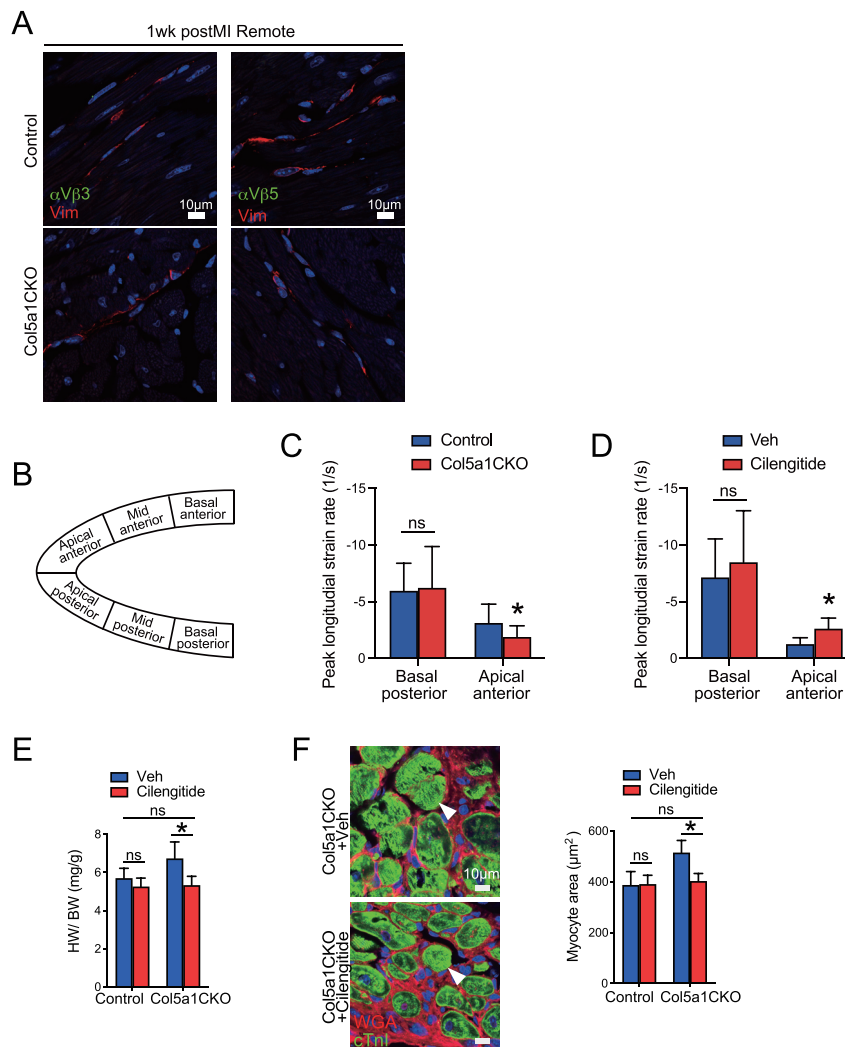 A
1wk postMI Remote
Control
αVβ3
Vim
10µm
αVβ5
Vim
10µm
Col5a1CKO
B
Apical anterior
Mid anterior
Basal anterior
Apical posterior
Mid posterior
Basal posterior
C
Control
Col5a1CKO
Peak longitudial strain rate (1/s)
-15
-10
-5
0
ns
*
Basal posterior
Apical anterior
D
Veh
Cilengitide
Peak longitudial strain rate (1/s)
-15
-10
-5
0
ns
*
Basal posterior
Apical anterior
E
Veh
Cilengitide
HW/ BW (mg/g)
8
6
4
2
0
ns
ns
*
Control
Col5a1CKO
F
Col5a1CKO
+Veh
10µm
Col5a1CKO
+Cilengitide
WGA
cTnI
Veh
Cilengitide
Myocyte area (µm²)
600
400
200
0
ns
ns
*
Control
Col5a1CKO